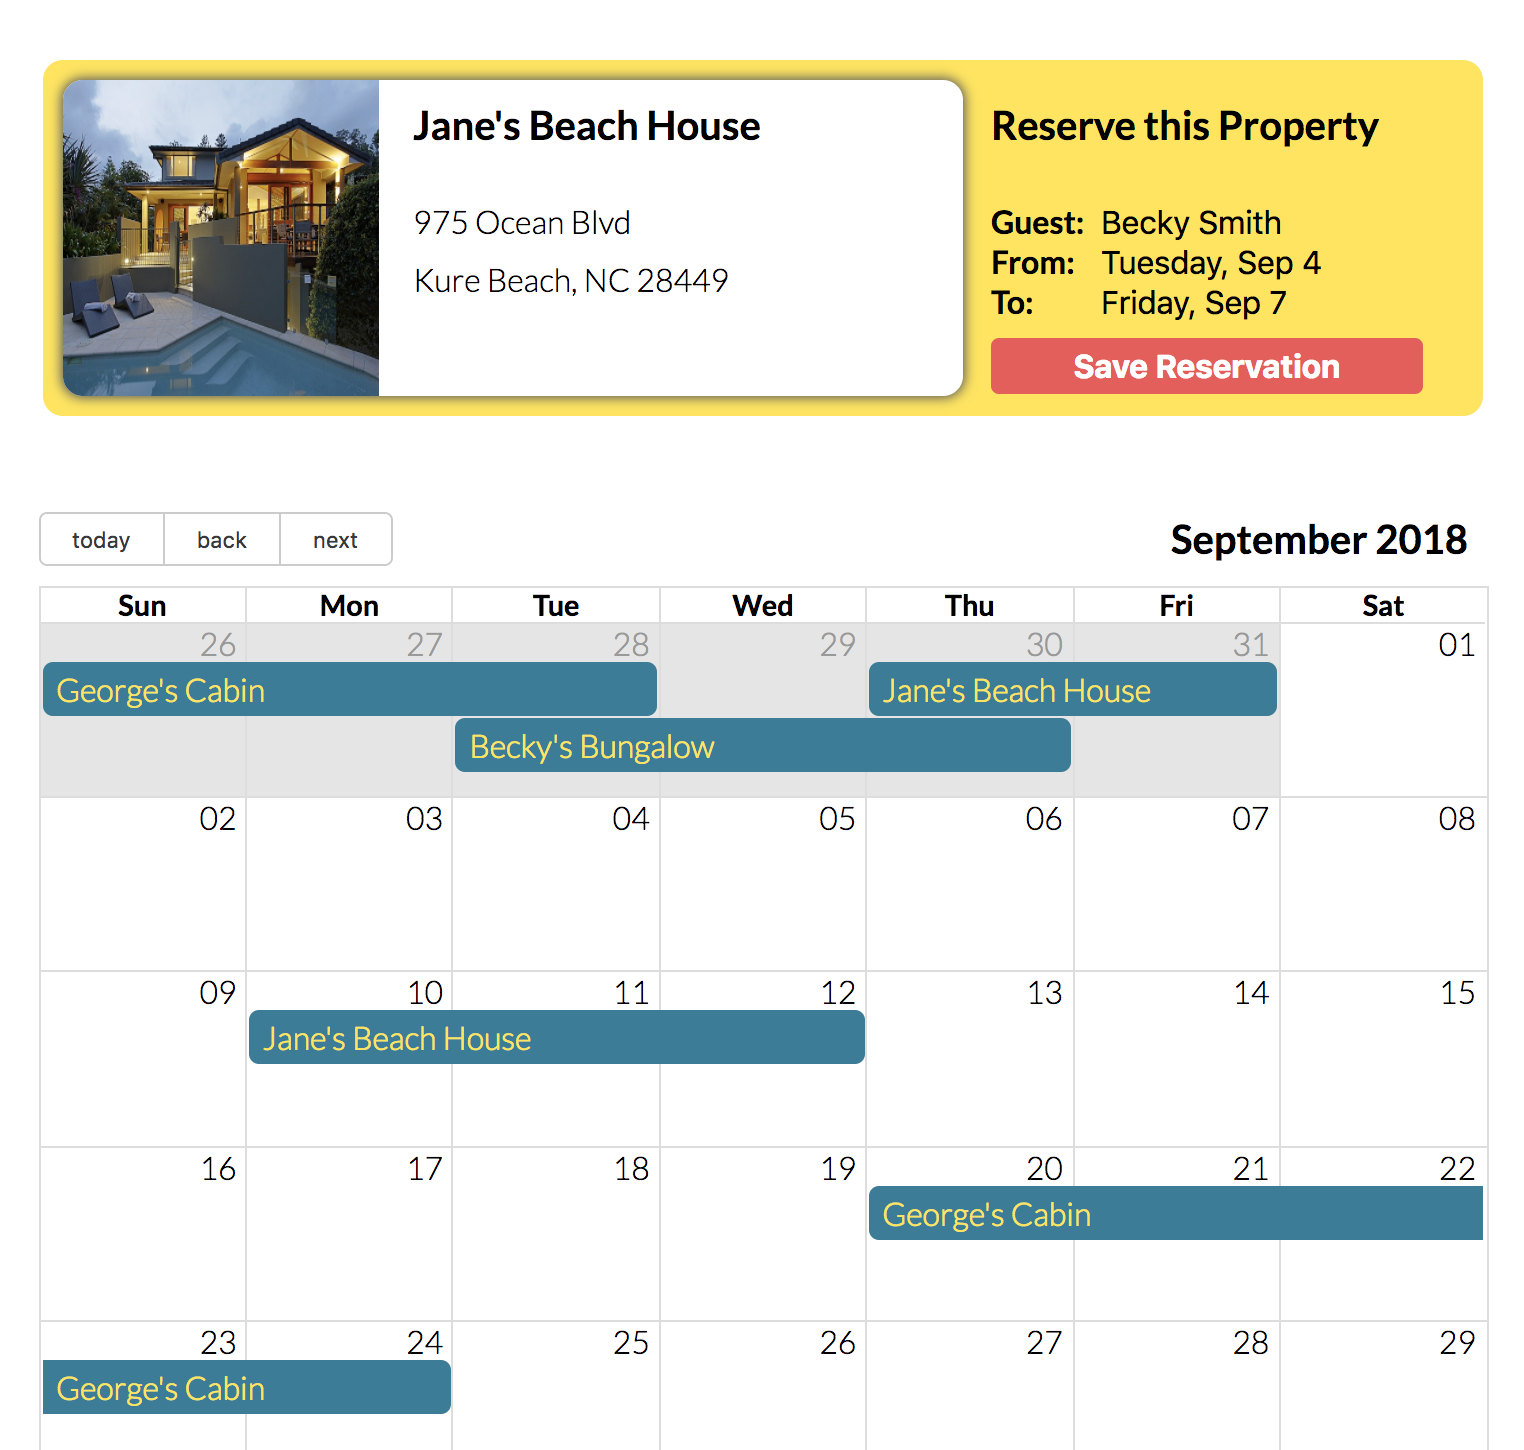 Jane's Beach House
975 Ocean Blvd
Kure Beach, NC 28449
Reserve this Property
Guest: Becky Smith
From: Tuesday, Sep 4
To: Friday, Sep 7
Save Reservation
today back next
September 2018
Sun Mon Tue Wed Thu Fri Sat
26 27 28 29 30 31 01
George's Cabin Jane's Beach House
Becky's Bungalow
02 03 04 05 06 07 08
09 10 11 12 13 14 15
Jane's Beach House
16 17 18 19 20 21 22
George's Cabin
23 24 25 26 27 28 29
George's Cabin